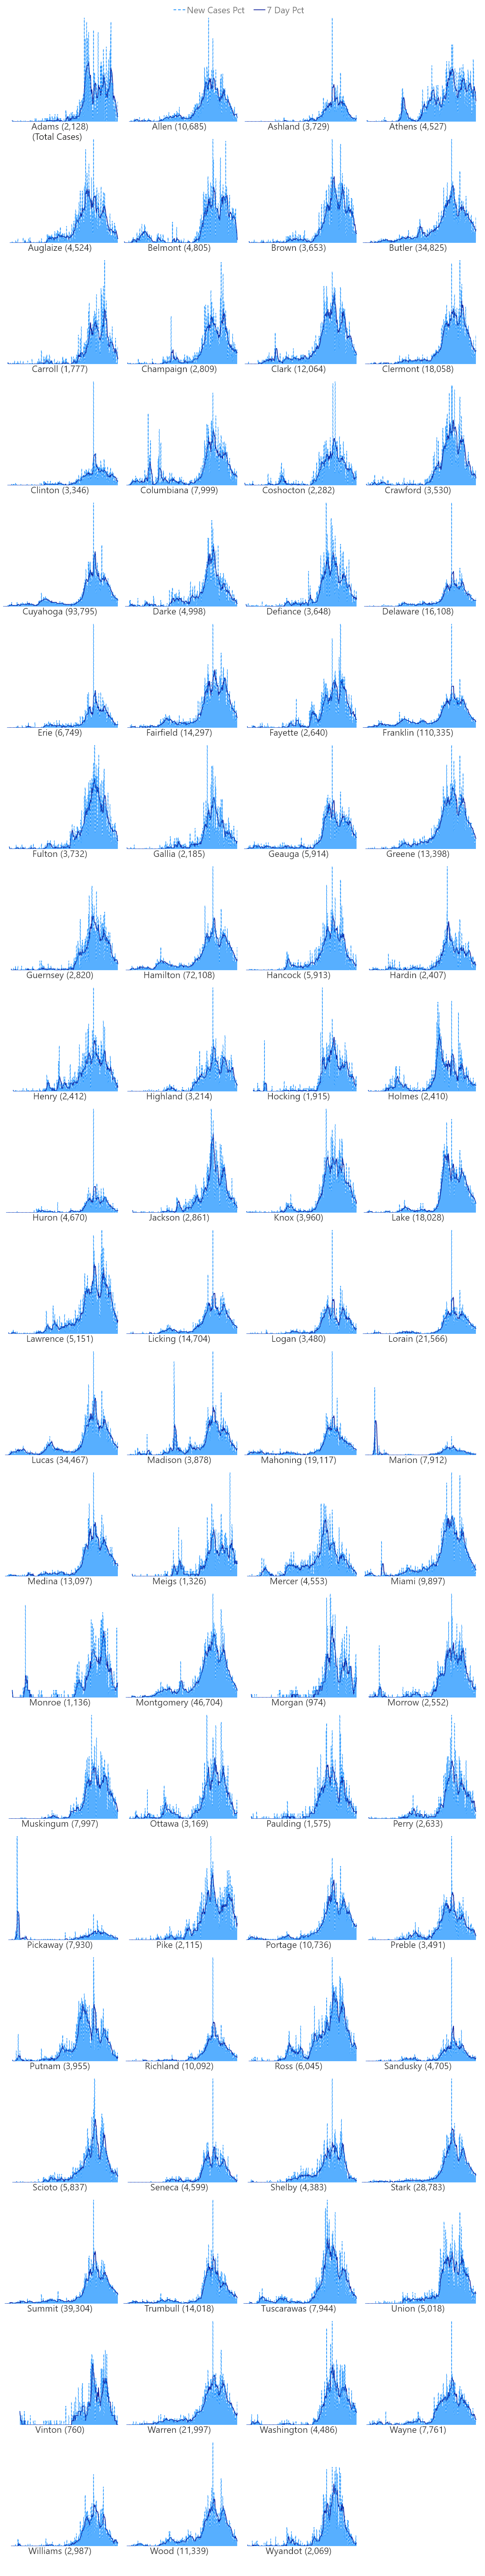 New Cases Pct 7 Day Pct
Adams (2,128) Allen (10,685) Ashland (3,729) Athens (4,527)
(Total Cases)
Auglaize (4,524) Belmont (4,805) Brown (3,653) Butler (34,825)
Carroll (1,777) Champaign (2,809) Clark (12,064) Clermont (18,058)
Clinton (3,346) Columbiana (7,999) Coshocton (2,282) Crawford (3,530)
Cuyahoga (93,795) Darke (4,998) Defiance (3,648) Delaware (16,108)
Erie (6,749) Fairfield (14,297) Fayette (2,640) Franklin (110,335)
Fulton (3,732) Gallia (2,185) Geauga (5,914) Greene (13,398)
Guernsey (2,820) Hamilton (72,108) Hancock (5,913) Hardin (2,407)
Henry (2,412) Highland (3,214) Hocking (1,915) Holmes (2,410)
Huron (4,670) Jackson (2,861) Knox (3,960) Lake (18,028)
Lawrence (5,151) Licking (14,704) Logan (3,480) Lorain (21,566)
Lucas (34,467) Madison (3,878) Mahoning (19,117) Marion (7,912)
Medina (13,097) Meigs (1,326) Mercer (4,553) Miami (9,897)
Monroe (1,136) Montgomery (46,704) Morgan (974) Morrow (2,552)
Muskingum (7,997) Ottawa (3,169) Paulding (1,575) Perry (2,633)
Pickaway (7,930) Pike (2,115) Portage (10,736) Preble (3,491)
Putnam (3,955) Richland (10,092) Ross (6,045) Sandusky (4,705)
Scioto (5,837) Seneca (4,599) Shelby (4,383) Stark (28,783)
Summit (39,304) Trumbull (14,018) Tuscarawas (7,944) Union (5,018)
Vinton (760) Warren (21,997) Washington (4,486) Wayne (7,761)
Williams (2,987) Wood (11,339) Wyandot (2,069)